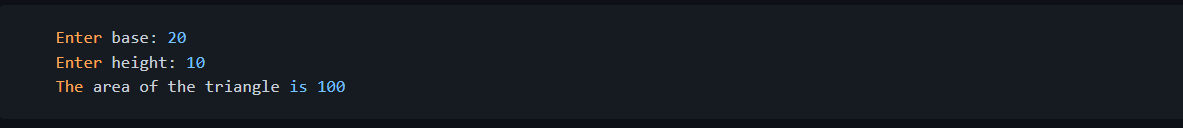 Enter base: 20
Enter height: 10
The area of the triangle is 100